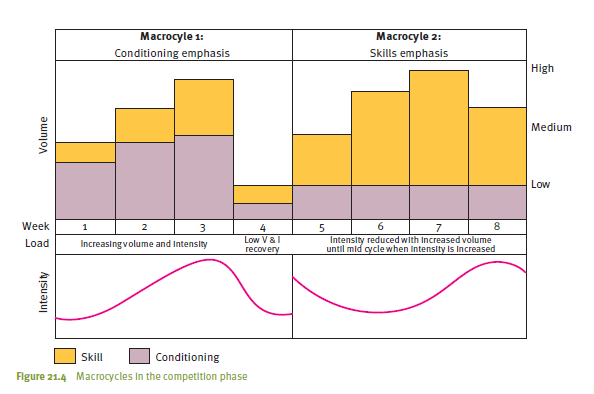 Macrocycle 1:
Conditioning emphasis
Macrocycle 2:
Skills emphasis
High
Medium
Low
Volume
Week 1 2 3 4 5 6 7 8
Load
Increasing volume and intensity
Low V & I
recovery
Intensity reduced with increased volume
until mid cycle when intensity is increased
Intensity
Skill
Conditioning
Figure 21.4 Macrocycles in the competition phase